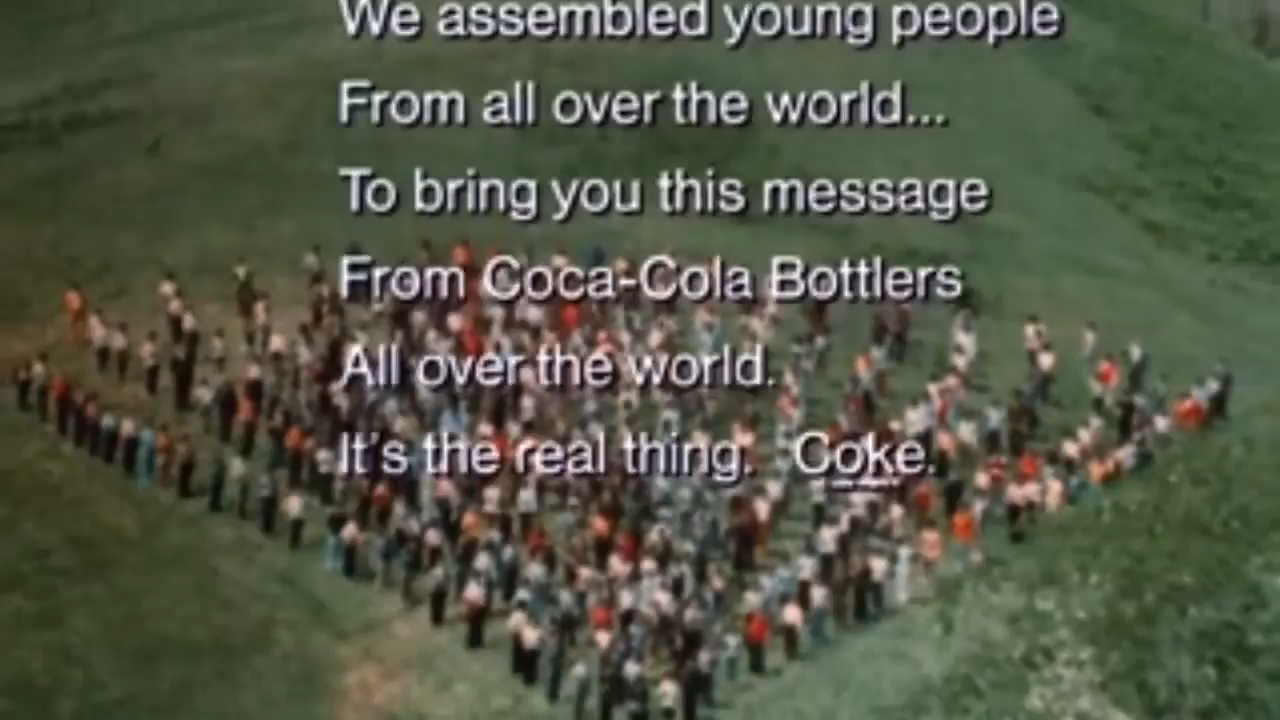 We assembled young people
From all over the world...
To bring you this message
From Coca-Cola Bottlers
All over the world.
It's the real thing. Coke.